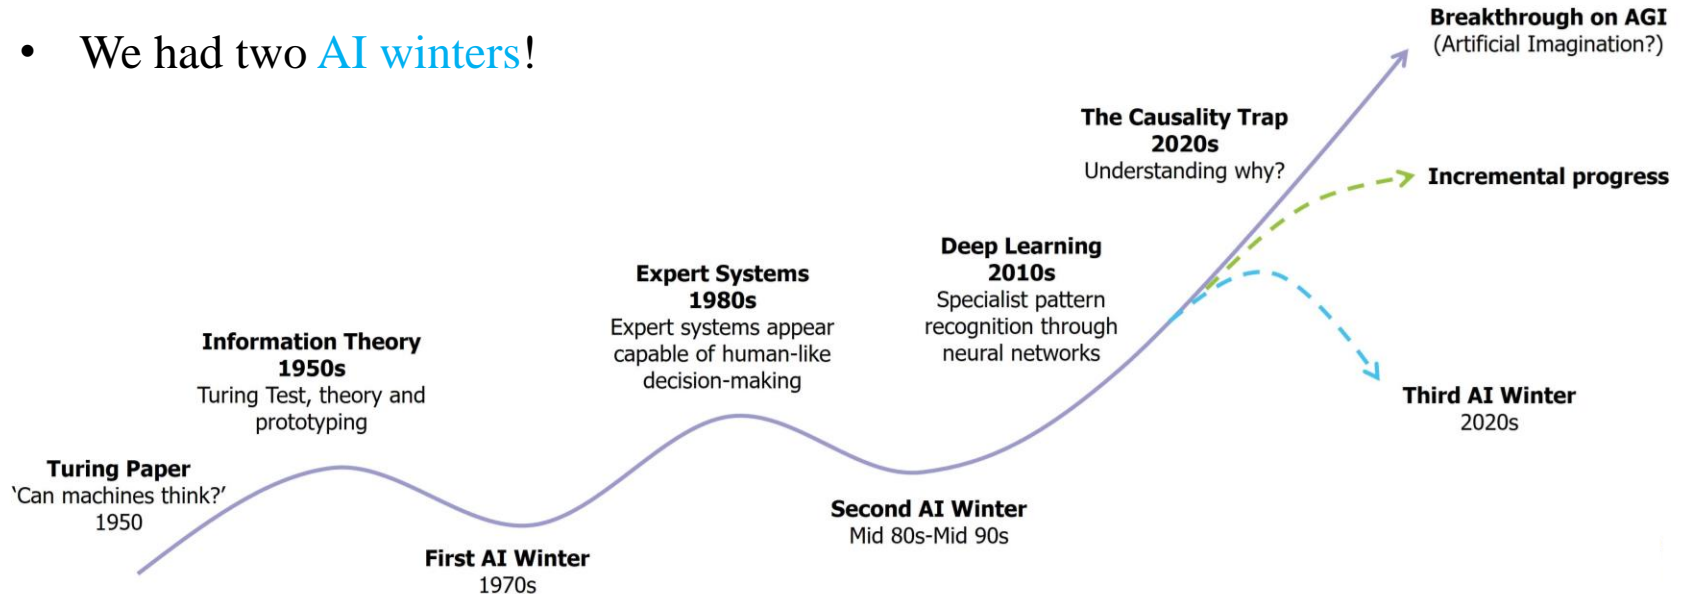 • We had two AI winters!
Turing Paper
‘Can machines think?’
1950
Information Theory
1950s
Turing Test, theory and
prototyping
First AI Winter
1970s
Expert Systems
1980s
Expert systems appear
capable of human-like
decision-making
Second AI Winter
Mid 80s-Mid 90s
Deep Learning
2010s
Specialist pattern
recognition through
neural networks
The Causality Trap
2020s
Understanding why?
Breakthrough on AGI
(Artificial Imagination?)
Incremental progress
Third AI Winter
2020s